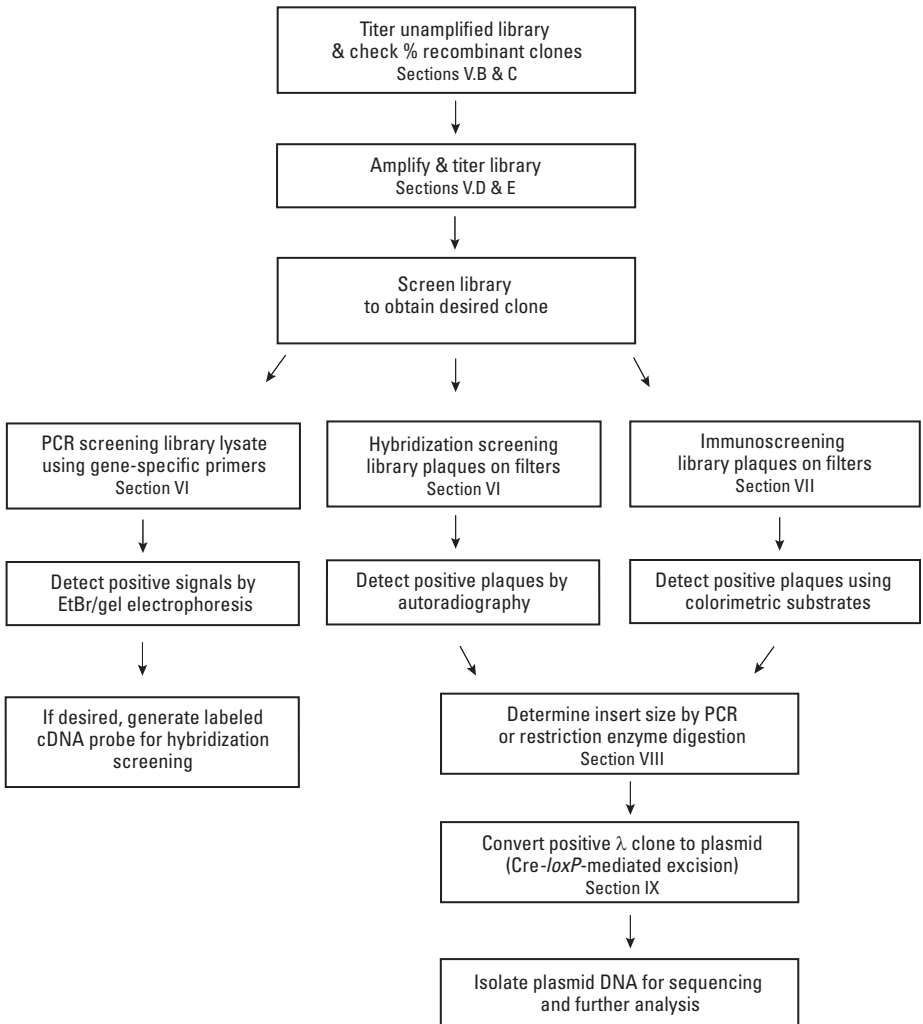 Titer unamplified library
& check % recombinant clones
Sections V.B & C
Amplify & titer library
Sections V.D & E
Screen library
to obtain desired clone
PCR screening library lysate
using gene-specific primers
Section VI
Hybridization screening
library plaques on filters
Section VI
Immunoscreening
library plaques on filters
Section VII
Detect positive signals by
EtBr/gel electrophoresis
Detect positive plaques by
autoradiography
Detect positive plaques using
colorimetric substrates
If desired, generate labeled
cDNA probe for hybridization
screening
Determine insert size by PCR
or restriction enzyme digestion
Section VIII
Convert positive λ clone to plasmid
(Cre-loxP-mediated excision)
Section IX
Isolate plasmid DNA for sequencing
and further analysis